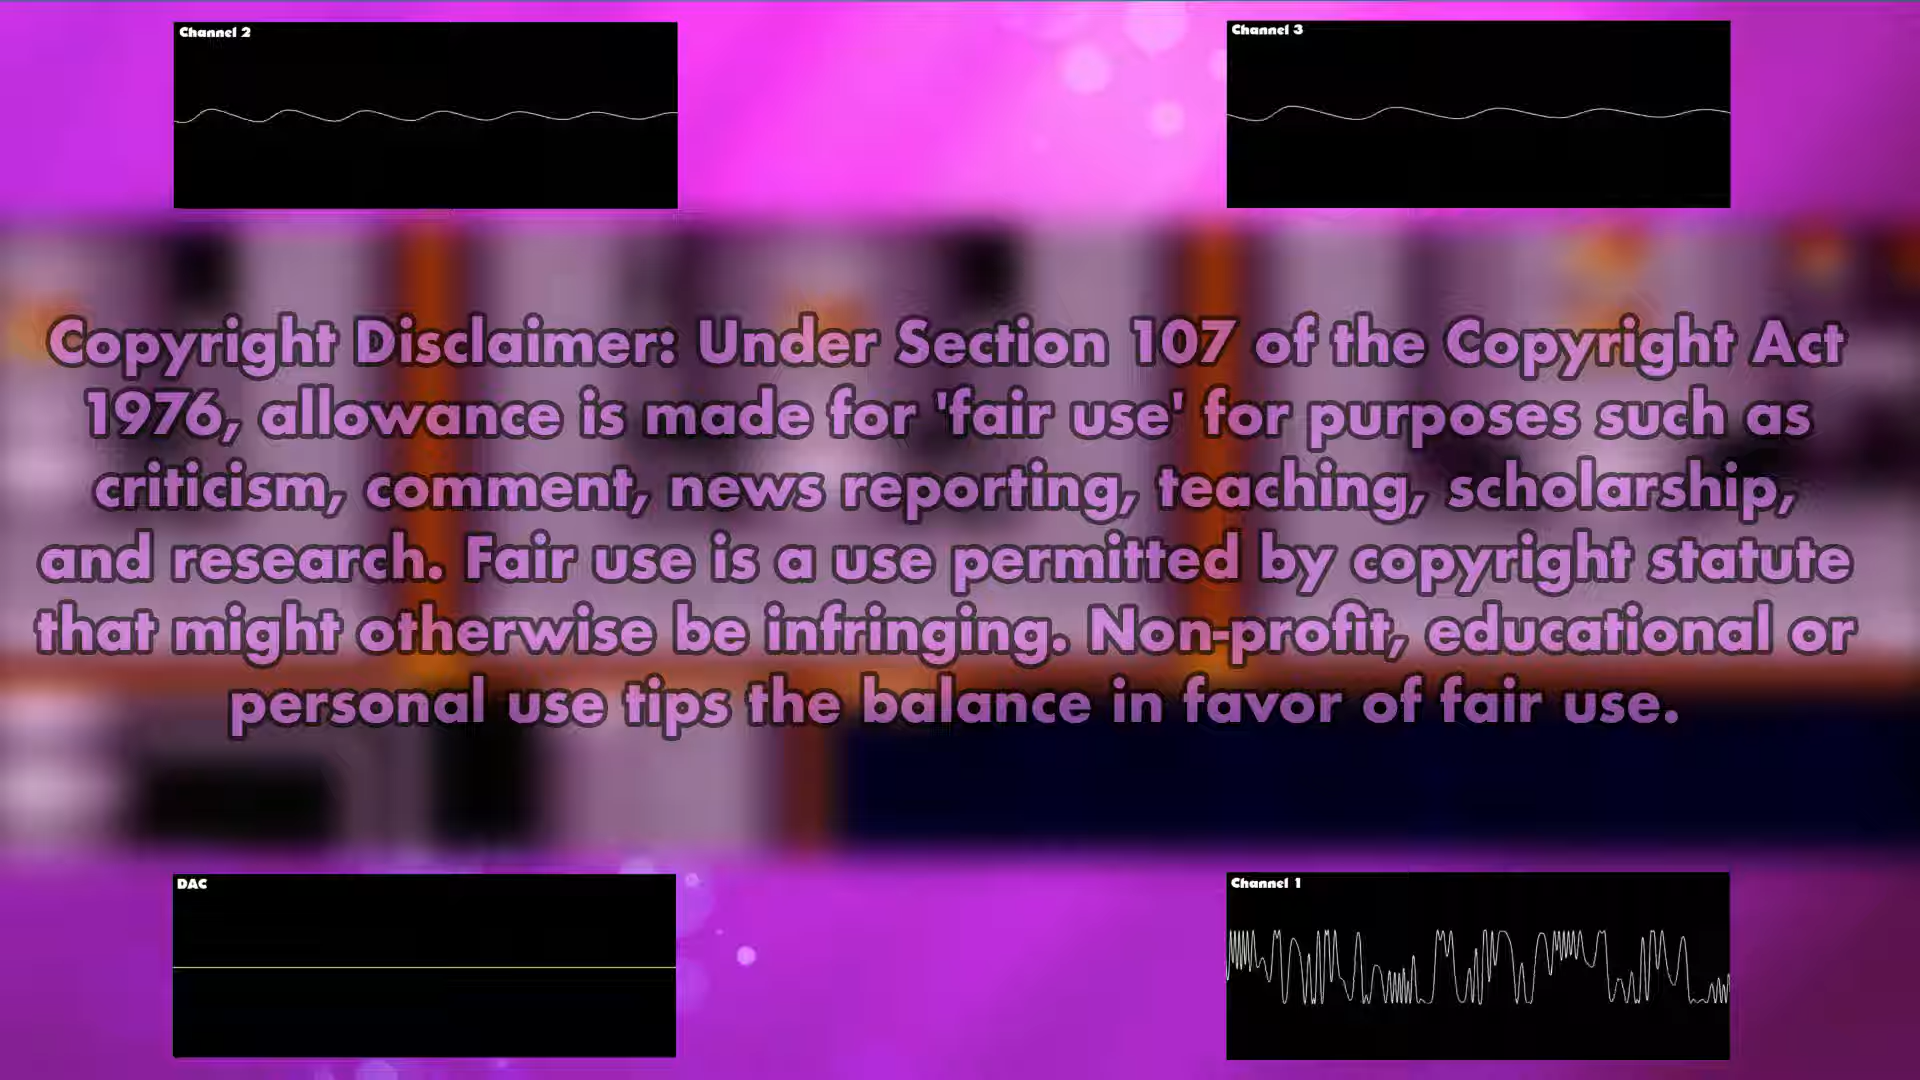 Channel 2
Channel 3
Copyright Disclaimer: Under Section 107 of the Copyright Act
1976, allowance is made for 'fair use' for purposes such as
criticism, comment, news reporting, teaching, scholarship,
and research. Fair use is a use permitted by copyright statute
that might otherwise be infringing. Non-profit, educational or
personal use tips the balance in favor of fair use.
DAC
Channel 1